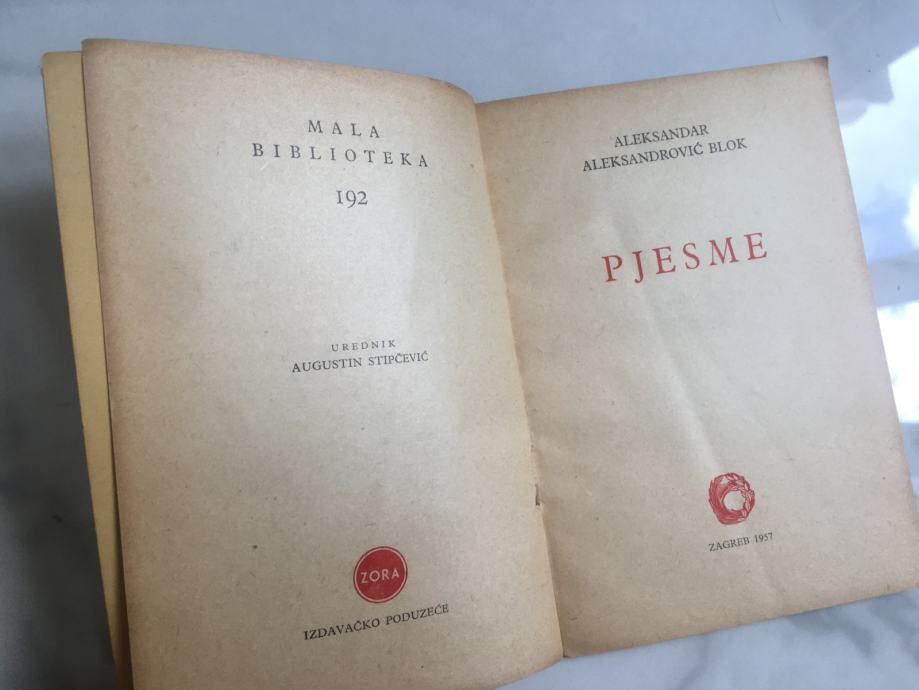 MALA
BIBLIOTEKA
192
UREDNIK
AUGUSTIN STIPČEVIĆ
ZORA
IZDAVAČKO PODUZEĆE
ALEKSANDAR
ALEKSANDROVIĆ BLOK
PJESME
ZAGREB 1957